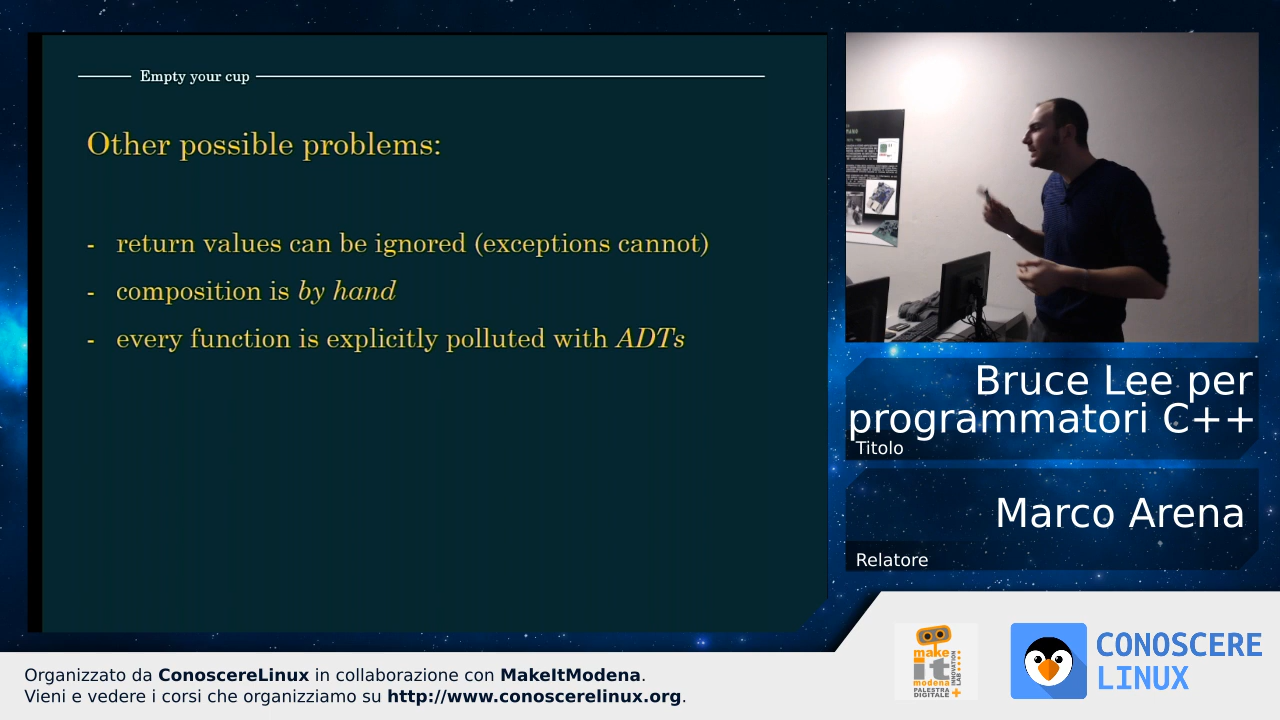 Empty your cup
Other possible problems:
- return values can be ignored (exceptions cannot)
- composition is by hand
- every function is explicitly polluted with ADTs
Bruce Lee per
programmatori C++
Titolo
Marco Arena
Relatore
make
it
modena
PALESTRA
DIGITALE
INNOVATION
LAB
CONOSCERE
LINUX
Organizzato da ConoscereLinux in collaborazione con MakeItModena.
Vieni e vedere i corsi che organizziamo su http://www.conoscerelinux.org.